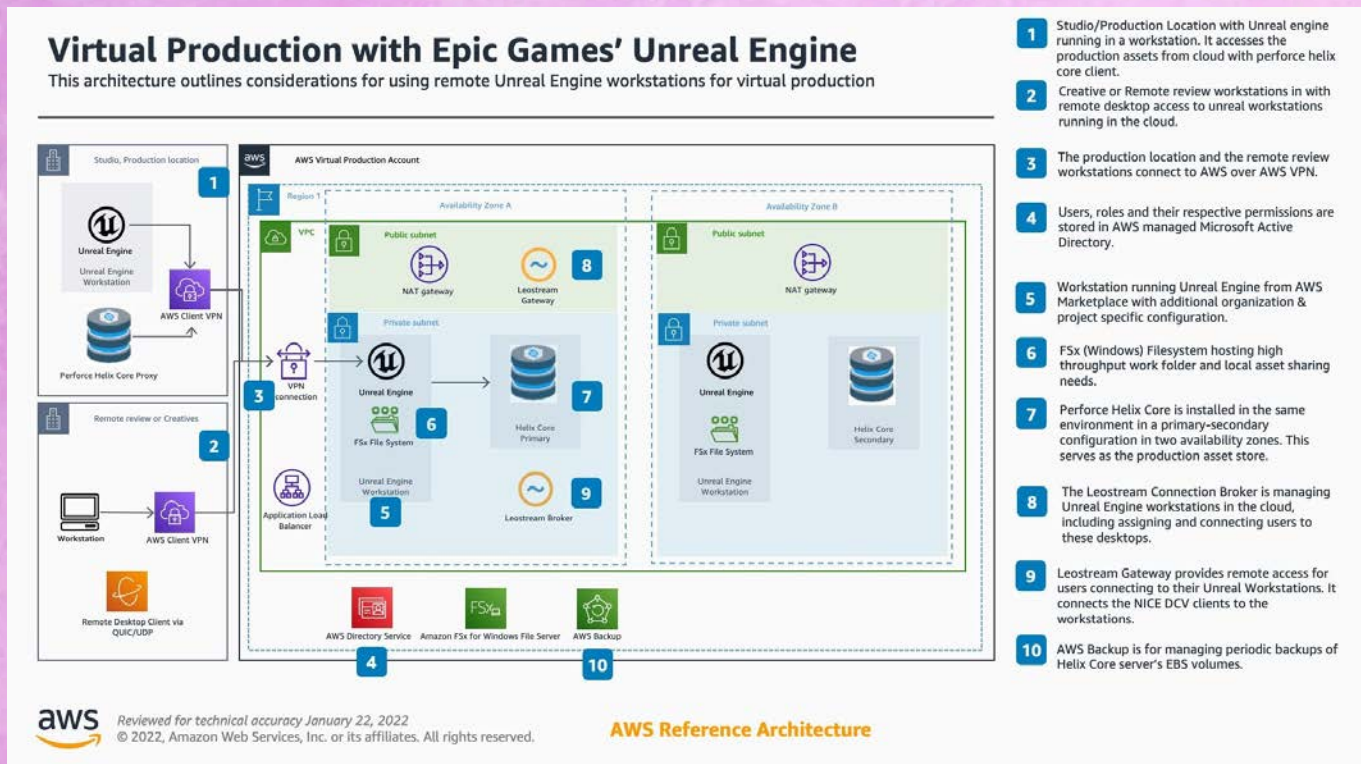 Virtual Production with Epic Games' Unreal Engine
This architecture outlines considerations for using remote Unreal Engine workstations for virtual production
Studio, Production location
1
Unreal Engine
Unreal Engine
Workstation
AWS Client VPN
Perforce Helix Core Proxy
Remote review or Creatives
2
Workstation
AWS Client VPN
Remote Desktop Client via
QUIC/UDP
aws
AWS Virtual Production Account
Region 1
VPC
3
VPN
connection
Application Load
Balancer
Availability Zone A
Public subnet
NAT gateway
Leostream
Gateway
8
Private subnet
Unreal Engine
FSx File System
6
Unreal Engine
Workstation
5
Helix Core
Primary
7
Leostream Broker
9
Availability Zone B
Public subnet
NAT gateway
Private subnet
Unreal Engine
FSx File System
Unreal Engine
Workstation
Helix Core
Secondary
AWS Directory Service
4
FSx
Amazon FSx for Windows File Server
AWS Backup
10
1
Studio/Production Location with Unreal engine
running in a workstation. It accesses the
production assets from cloud with perforce helix
core client.
2
Creative or Remote review workstations in with
remote desktop access to unreal workstations
running in the cloud.
3
The production location and the remote review
workstations connect to AWS over AWS VPN.
4
Users, roles and their respective permissions are
stored in AWS managed Microsoft Active
Directory.
5
Workstation running Unreal Engine from AWS
Marketplace with additional organization &
project specific configuration.
6
FSx (Windows) Filesystem hosting high
throughput work folder and local asset sharing
needs.
7
Perforce Helix Core is installed in the same
environment in a primary-secondary
configuration in two availability zones. This
serves as the production asset store.
8
The Leostream Connection Broker is managing
Unreal Engine workstations in the cloud,
including assigning and connecting users to
these desktops.
9
Leostream Gateway provides remote access for
users connecting to their Unreal Workstations. It
connects the NICE DCV clients to the
workstations.
10
AWS Backup is for managing periodic backups of
Helix Core server's EBS volumes.
aws
Reviewed for technical accuracy January 22, 2022
© 2022, Amazon Web Services, Inc. or its affiliates. All rights reserved.
AWS Reference Architecture